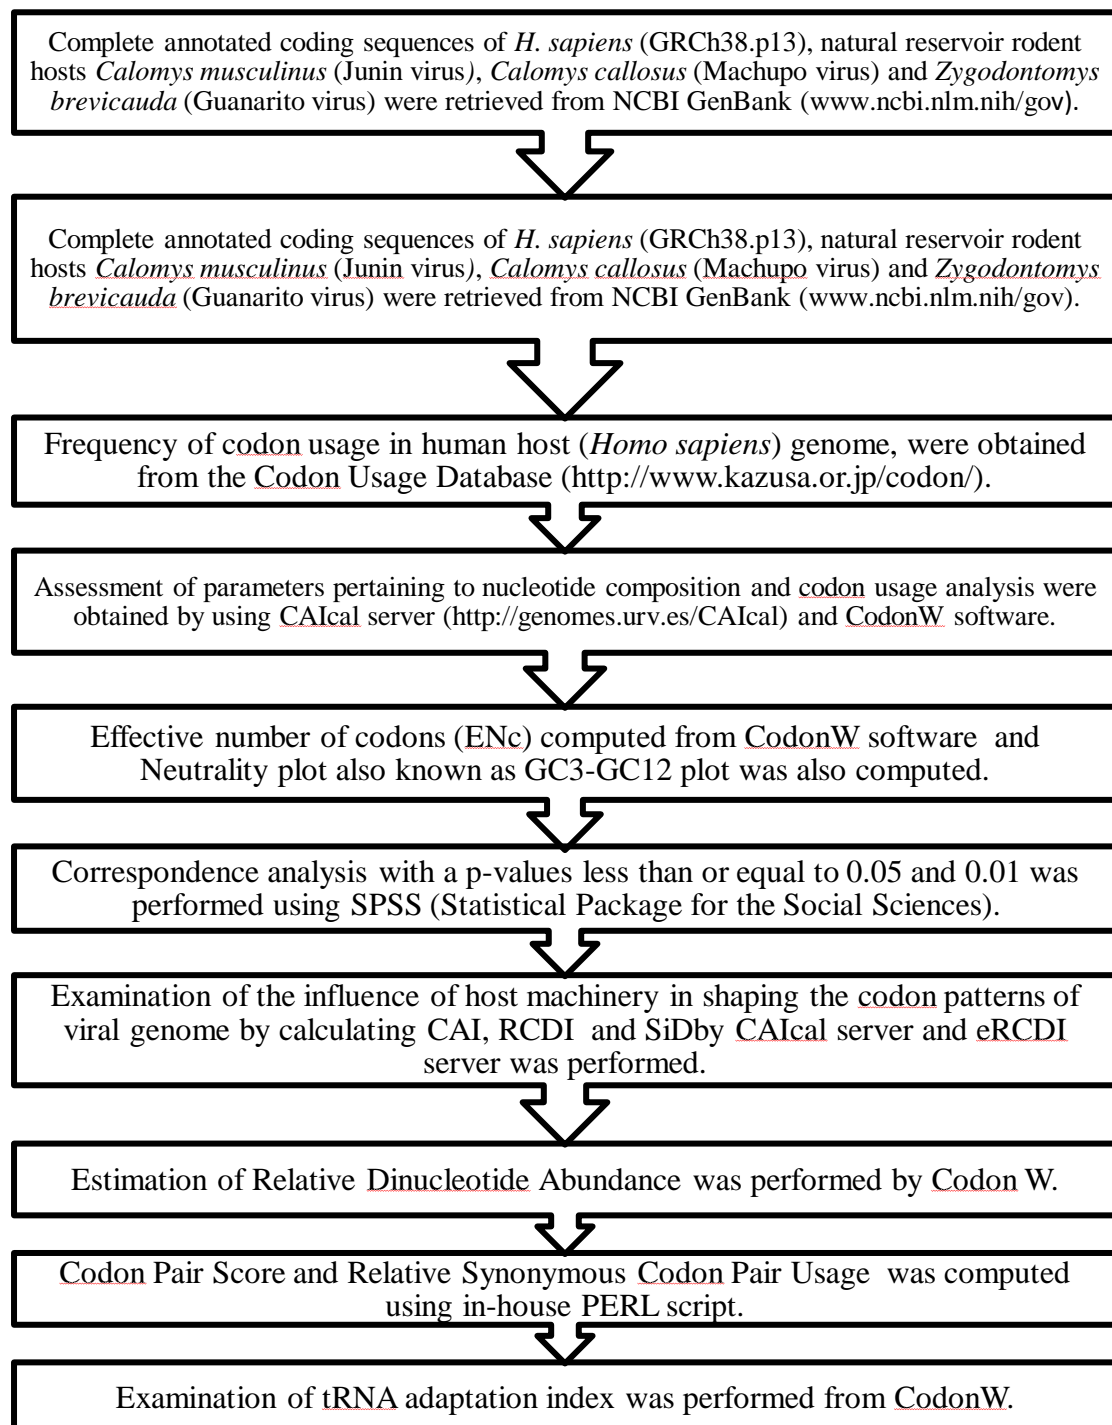 Complete annotated coding sequences of H. sapiens (GRCh38.p13), natural reservoir rodent
hosts Calomys musculinus (Junin virus), Calomys callosus (Machupo virus) and Zygodontomys
brevicauda (Guanarito virus) were retrieved from NCBI GenBank (www.ncbi.nlm.nih/gov).
Complete annotated coding sequences of H. sapiens (GRCh38.p13), natural reservoir rodent
hosts Calomys musculinus (Junin virus), Calomys callosus (Machupo virus) and Zygodontomys
brevicauda (Guanarito virus) were retrieved from NCBI GenBank (www.ncbi.nlm.nih/gov).
Frequency of codon usage in human host (Homo sapiens) genome, were obtained
from the Codon Usage Database (http://www.kazusa.or.jp/codon/).
Assessment of parameters pertaining to nucleotide composition and codon usage analysis were
obtained by using CAIcal server (http://genomes.urv.es/CAIcal) and CodonW software.
Effective number of codons (ENc) computed from CodonW software and
Neutrality plot also known as GC3-GC12 plot was also computed.
Correspondence analysis with a p-values less than or equal to 0.05 and 0.01 was
performed using SPSS (Statistical Package for the Social Sciences).
Examination of the influence of host machinery in shaping the codon patterns of
viral genome by calculating CAI, RCDI and SiDby CAIcal server and eRCDI
server was performed.
Estimation of Relative Dinucleotide Abundance was performed by Codon W.
Codon Pair Score and Relative Synonymous Codon Pair Usage was computed
using in-house PERL script.
Examination of tRNA adaptation index was performed from CodonW.